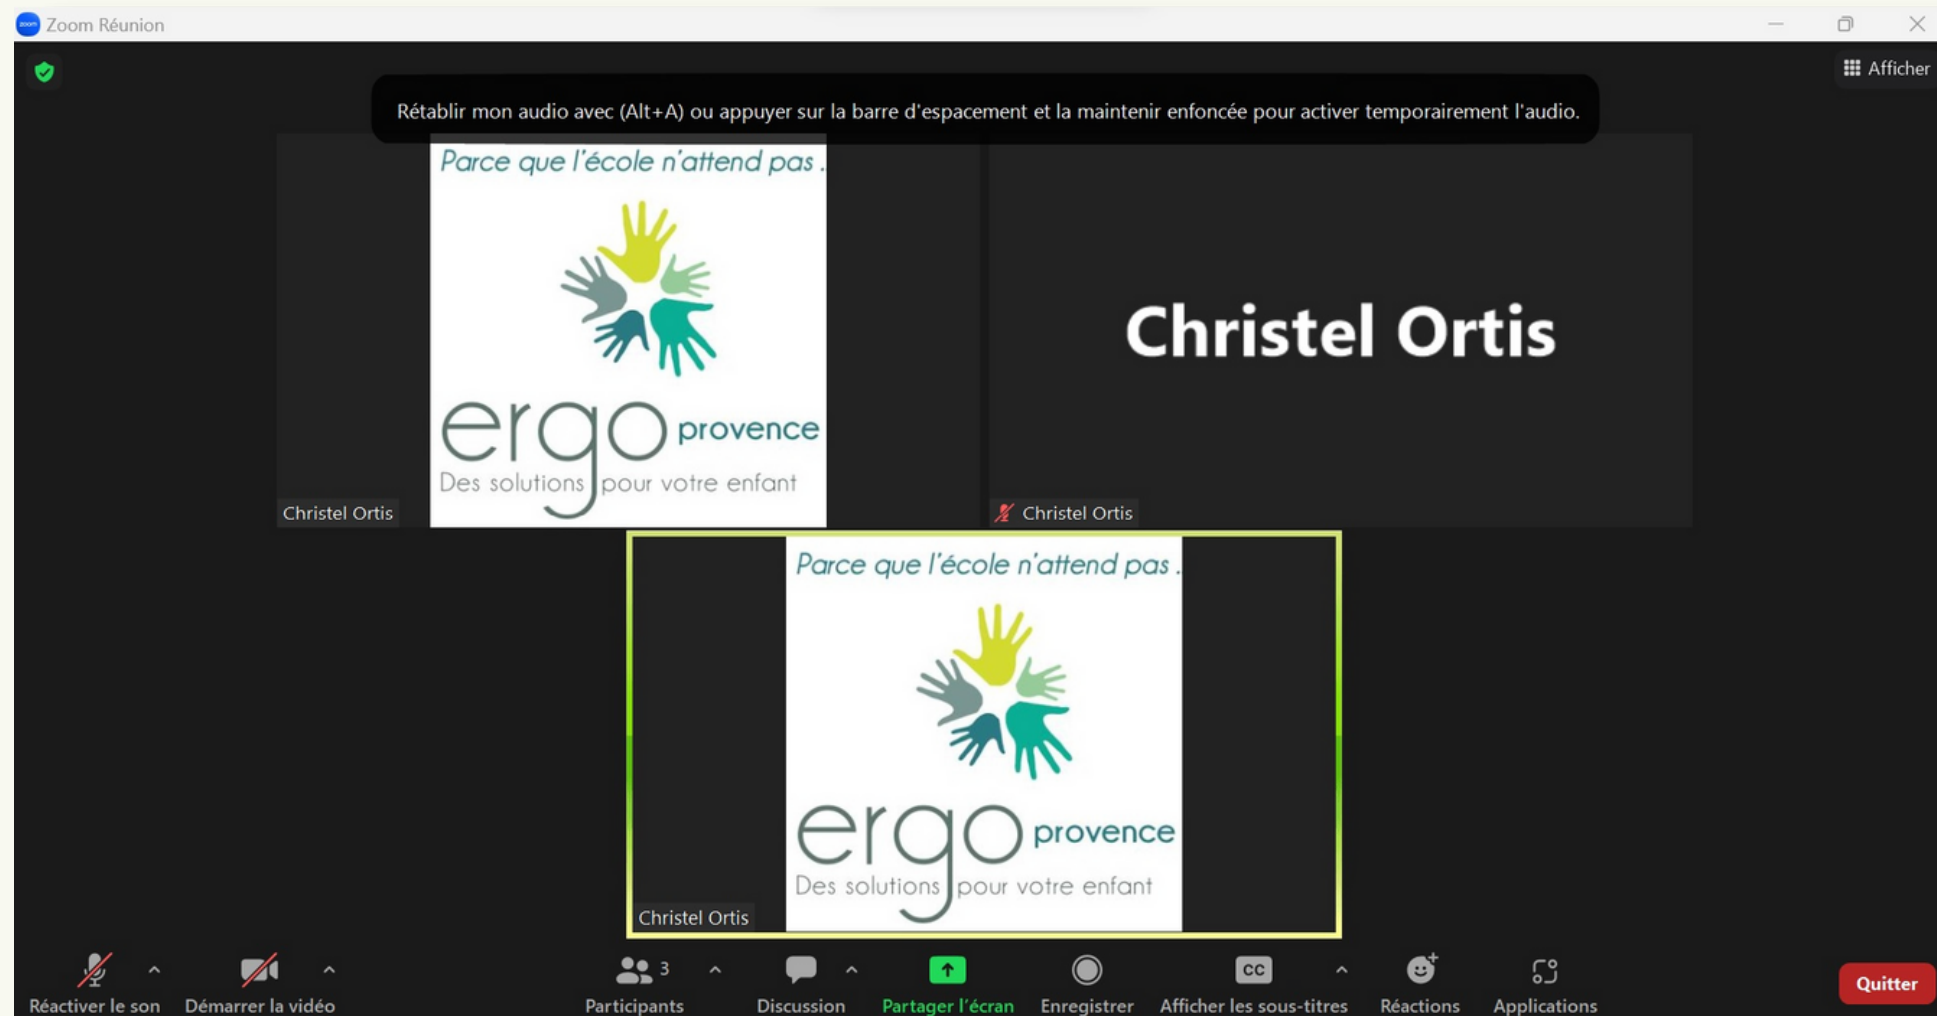 zoom Zoom Réunion
Afficher
Rétablir mon audio avec (Alt+A) ou appuyer sur la barre d'espacement et la maintenir enfoncée pour activer temporairement l'audio.
Parce que l'école n'attend pas .
ergo provence
Des solutions pour votre enfant
Christel Ortis
Christel Ortis
Christel Ortis
Parce que l'école n'attend pas .
ergo provence
Des solutions pour votre enfant
Christel Ortis
3
CC
Réactiver le son Démarrer la vidéo Participants Discussion Partager l'écran Enregistrer Afficher les sous-titres Réactions Applications Quitter